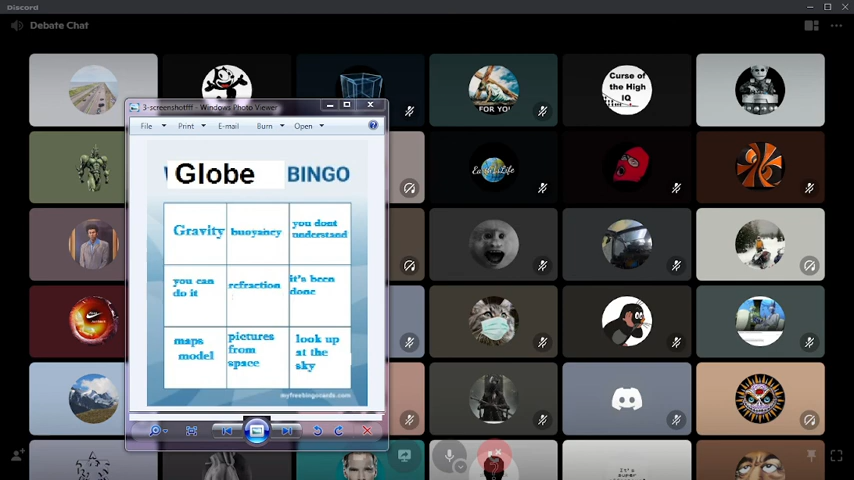 Discord
Debate Chat
3-screenshotfff - Windows Photo Viewer
File Print E-mail Burn Open
Globe BINGO
Gravity
buoyancy
you dont
understand
you can
do it
refraction
it's been
done
maps
model
pictures
from
space
look up
at the
sky
myfreebingocards.com
FOR YOU
Curse of
the High
IQ
It's a
super